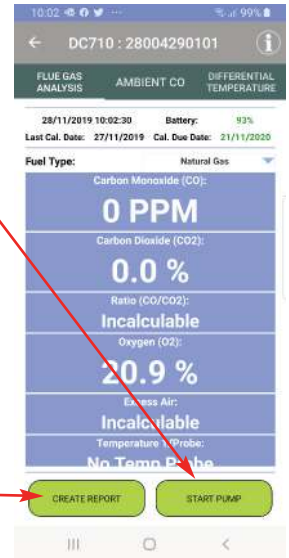 10:02
99%
DC710 : 28004290101
FLUE GAS ANALYSIS
AMBIENT CO
DIFFERENTIAL TEMPERATURE
28/11/2019 10:02:30 Battery: 93%
Last Cal. Date: 27/11/2019 Cal. Due Date: 21/11/2020
Fuel Type: Natural Gas
Carbon Monoxide (CO):
0 PPM
Carbon Dioxide (CO2):
0.0 %
Ratio (CO/CO2):
Incalculable
Oxygen (O2):
20.9 %
Excess Air:
Incalculable
Temperature 1/Probe:
No Temp Probe
CREATE REPORT
START PUMP